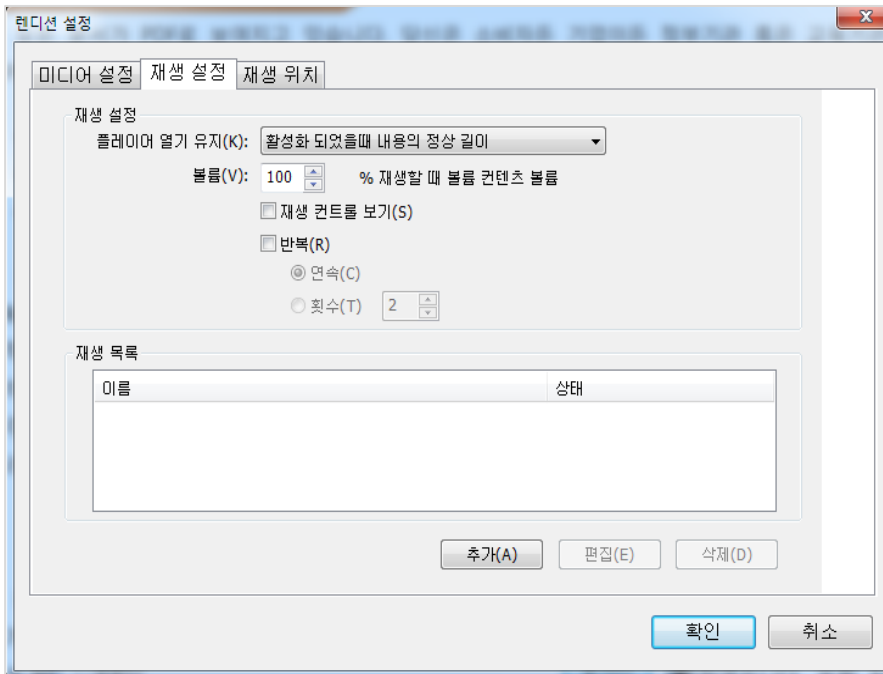 렌디션 설정
미디어 설정 재생 설정 재생 위치
재생 설정
플레이어 열기 유지(K): 활성화 되었을때 내용의 정상 길이
볼륨(V): 100 % 재생할 때 볼륨 컨텐츠 볼륨
재생 컨트롤 보기(S)
반복(R)
연속(C)
횟수(T) 2
재생 목록
이름 상태
추가(A) 편집(E) 삭제(D)
확인 취소